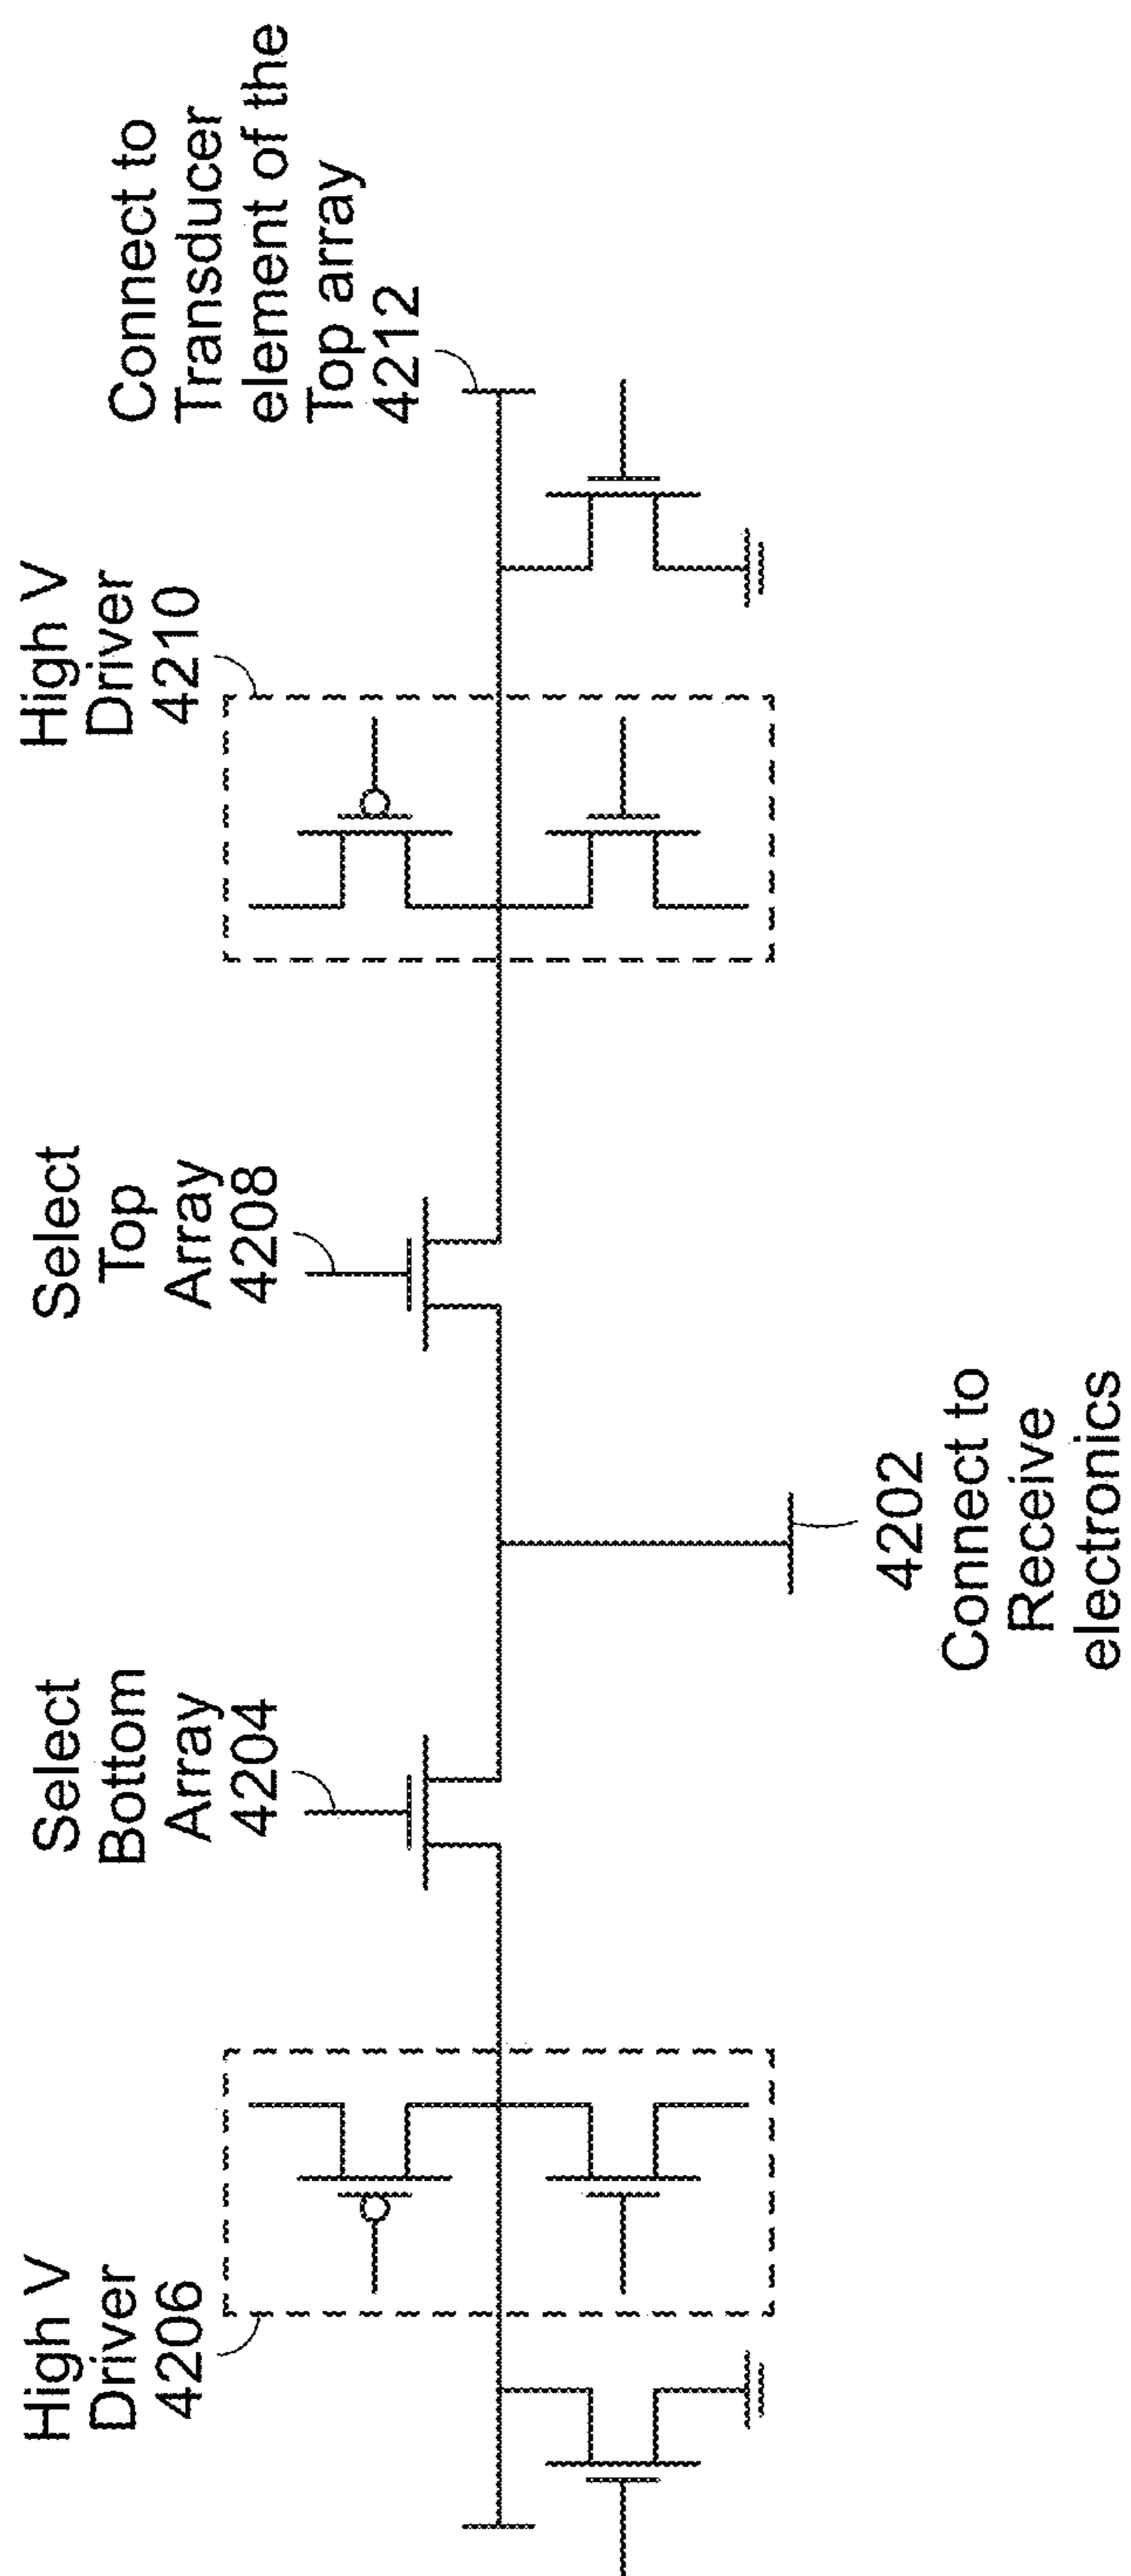 High V
Driver
4206
Select
Bottom
Array
4204
Select
Top
Array
4208
High V
Driver
4210
Connect to
Transducer
element of the
Top array
4212
4202
Connect to
Receive
electronics